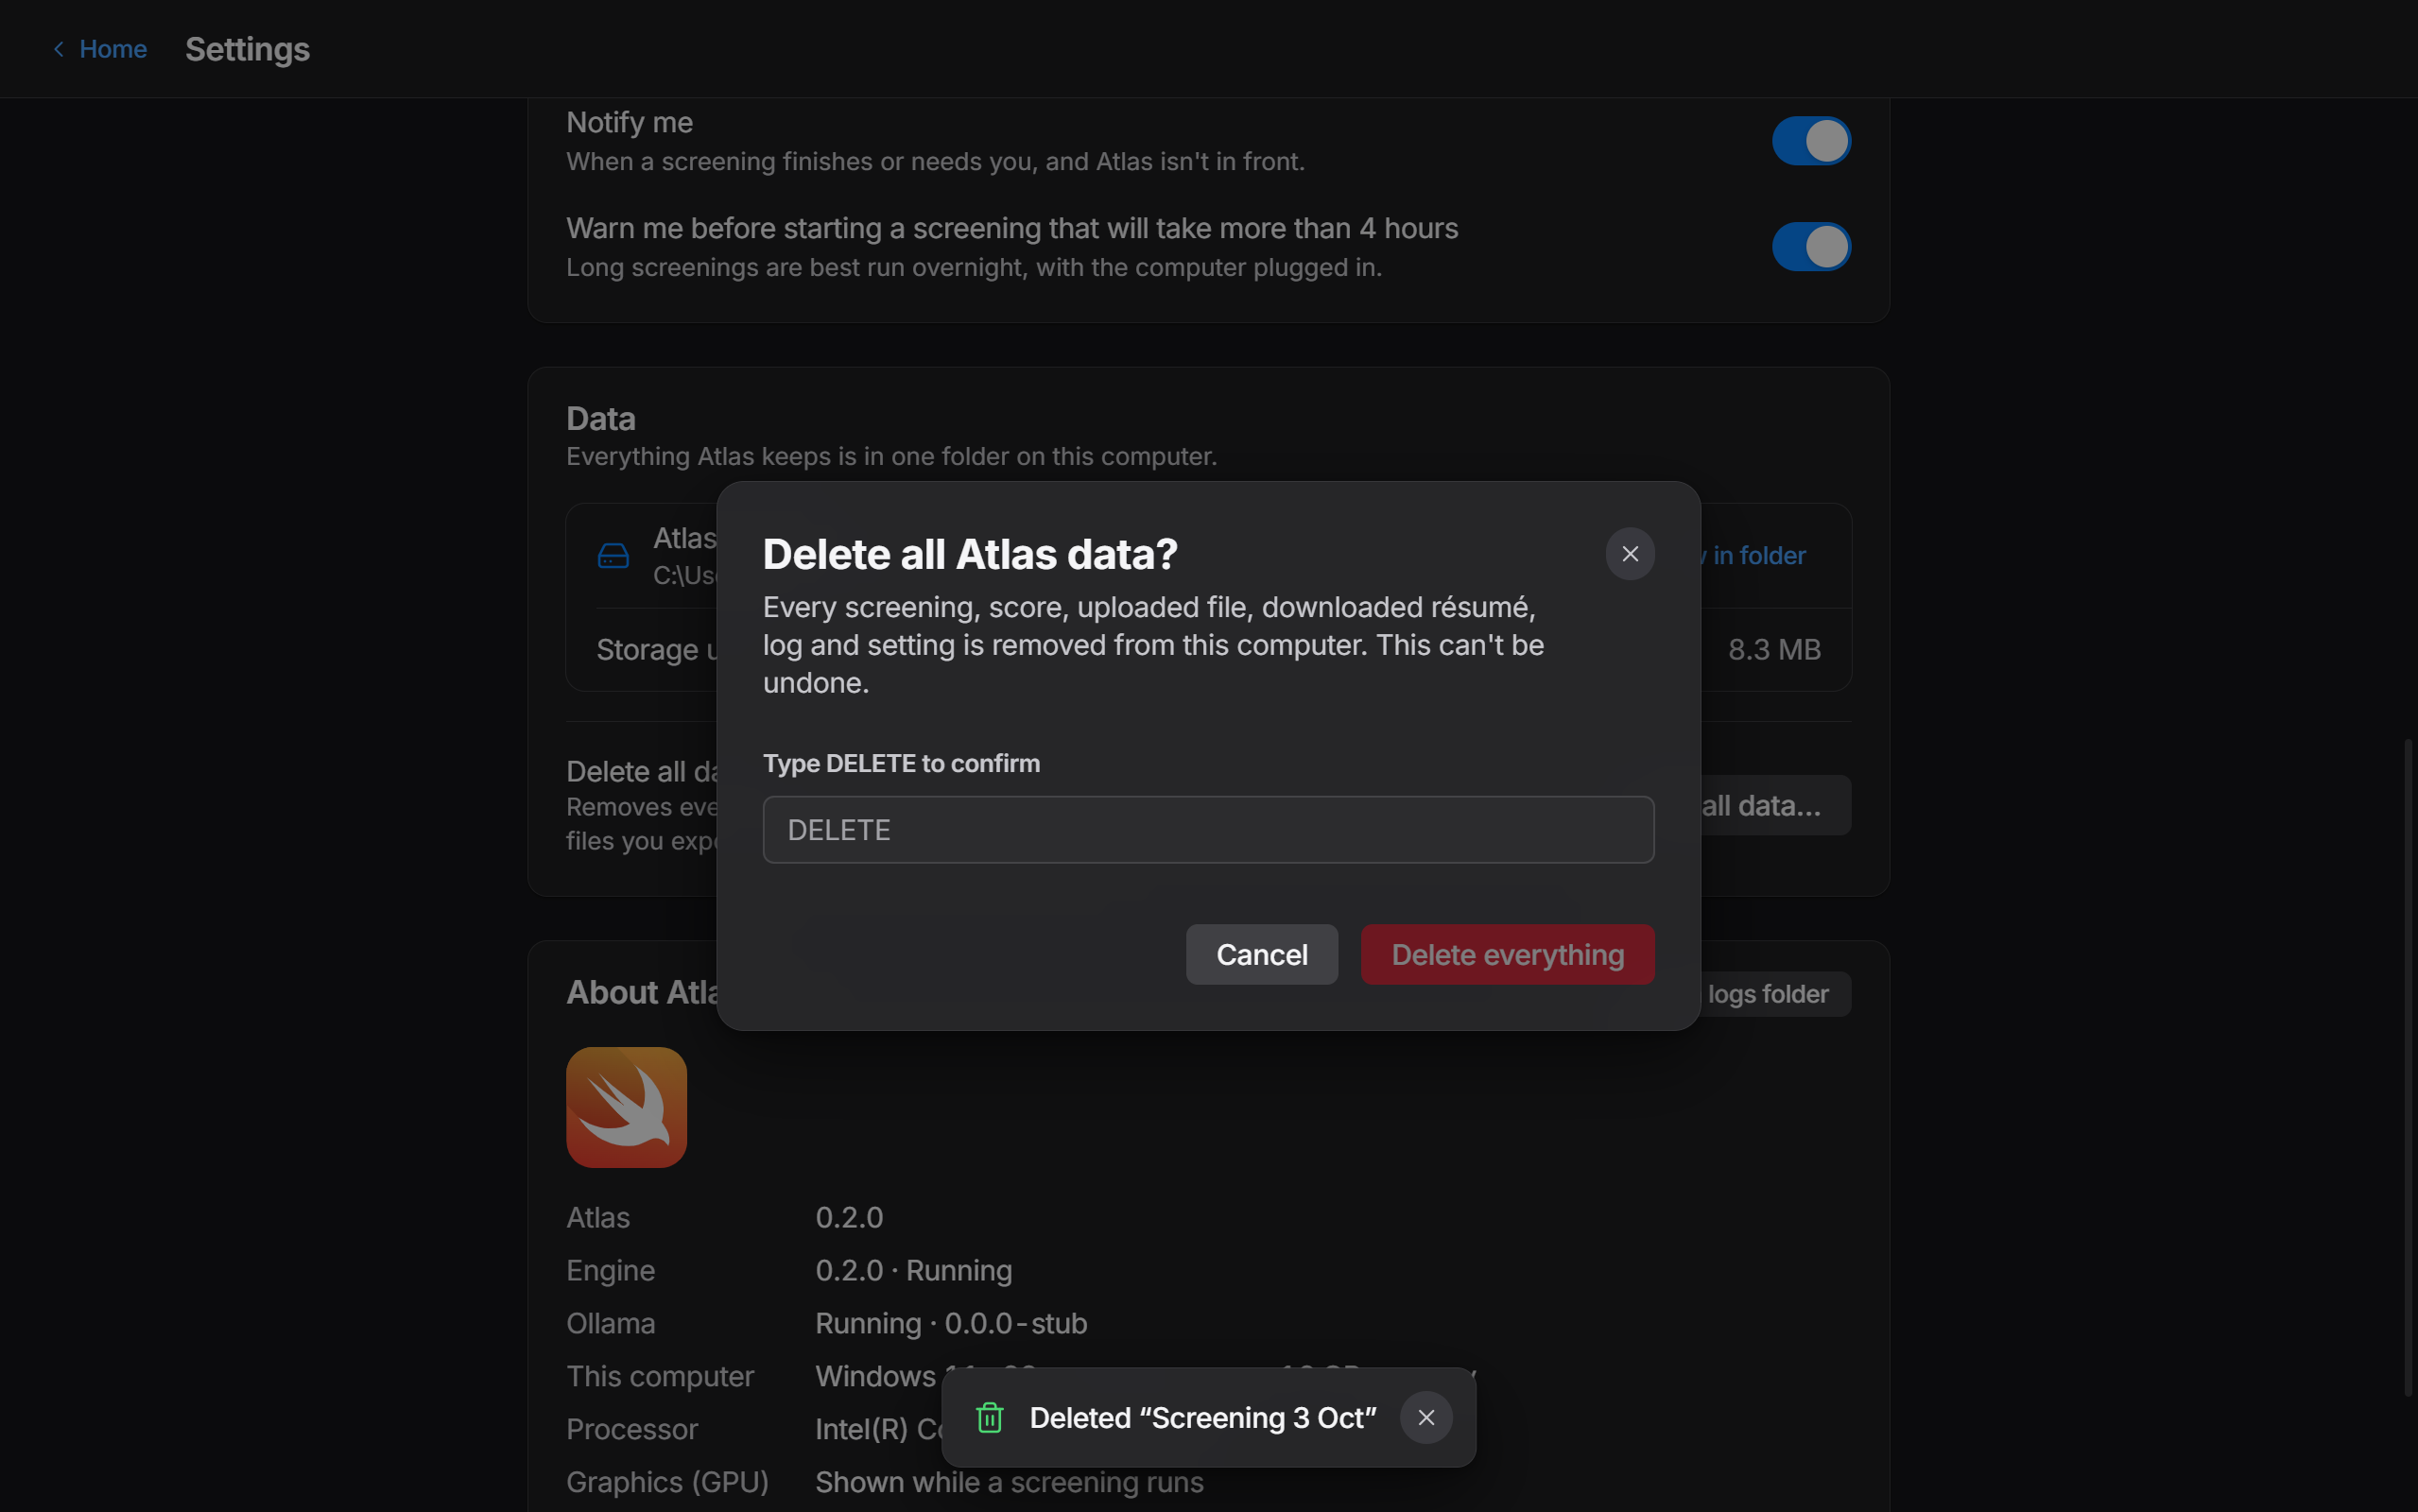 Home
Settings
Notify me
When a screening finishes or needs you, and Atlas isn't in front.
Warn me before starting a screening that will take more than 4 hours
Long screenings are best run overnight, with the computer plugged in.
Data
Everything Atlas keeps is in one folder on this computer.
Atlas
C:\Use
in folder
Storage u
8.3 MB
Delete all da
Removes eve
files you expo
all data...
Delete all Atlas data?
Every screening, score, uploaded file, downloaded résumé,
log and setting is removed from this computer. This can't be
undone.
Type DELETE to confirm
DELETE
Cancel
Delete everything
About Atla
logs folder
Atlas 0.2.0
Engine 0.2.0 · Running
Ollama Running · 0.0.0-stub
This computer Windows
Processor Intel(R) Co
Deleted “Screening 3 Oct”
Graphics (GPU) Shown while a screening runs